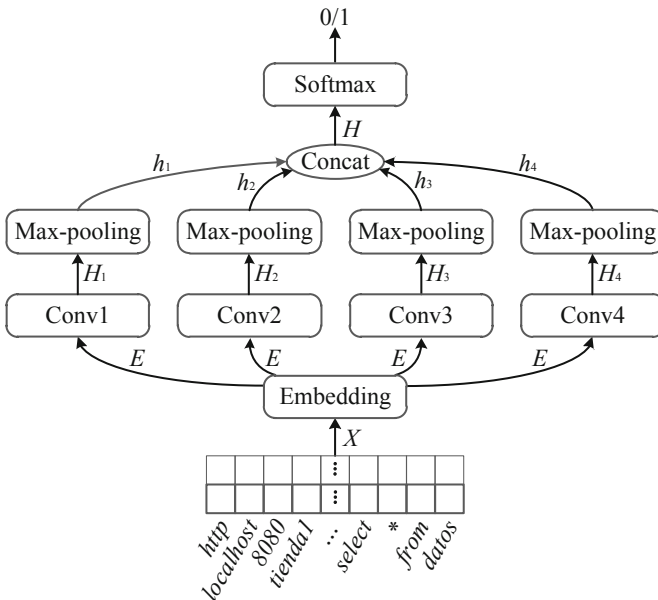 0/1
Softmax
H
Concat
h1 h2 h3 h4
Max-pooling Max-pooling Max-pooling Max-pooling
H1 H2 H3 H4
Conv1 Conv2 Conv3 Conv4
E E E E
Embedding
X
http localhost 8080 tienda1 ... select * from datos